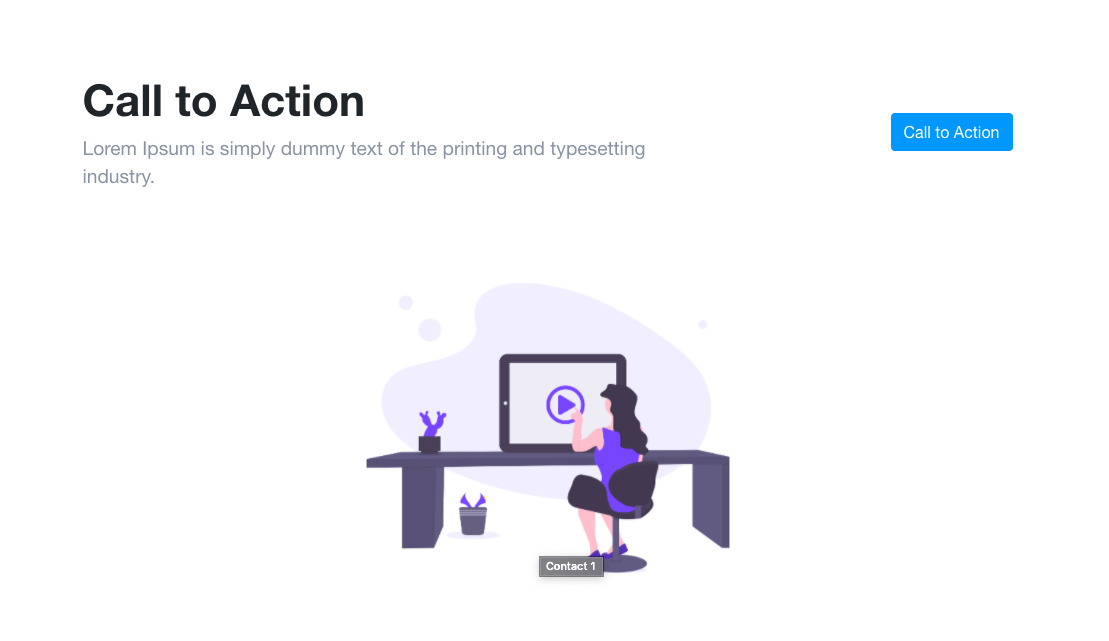 Call to Action
Lorem Ipsum is simply dummy text of the printing and typesetting
industry.
Call to Action
Contact 1